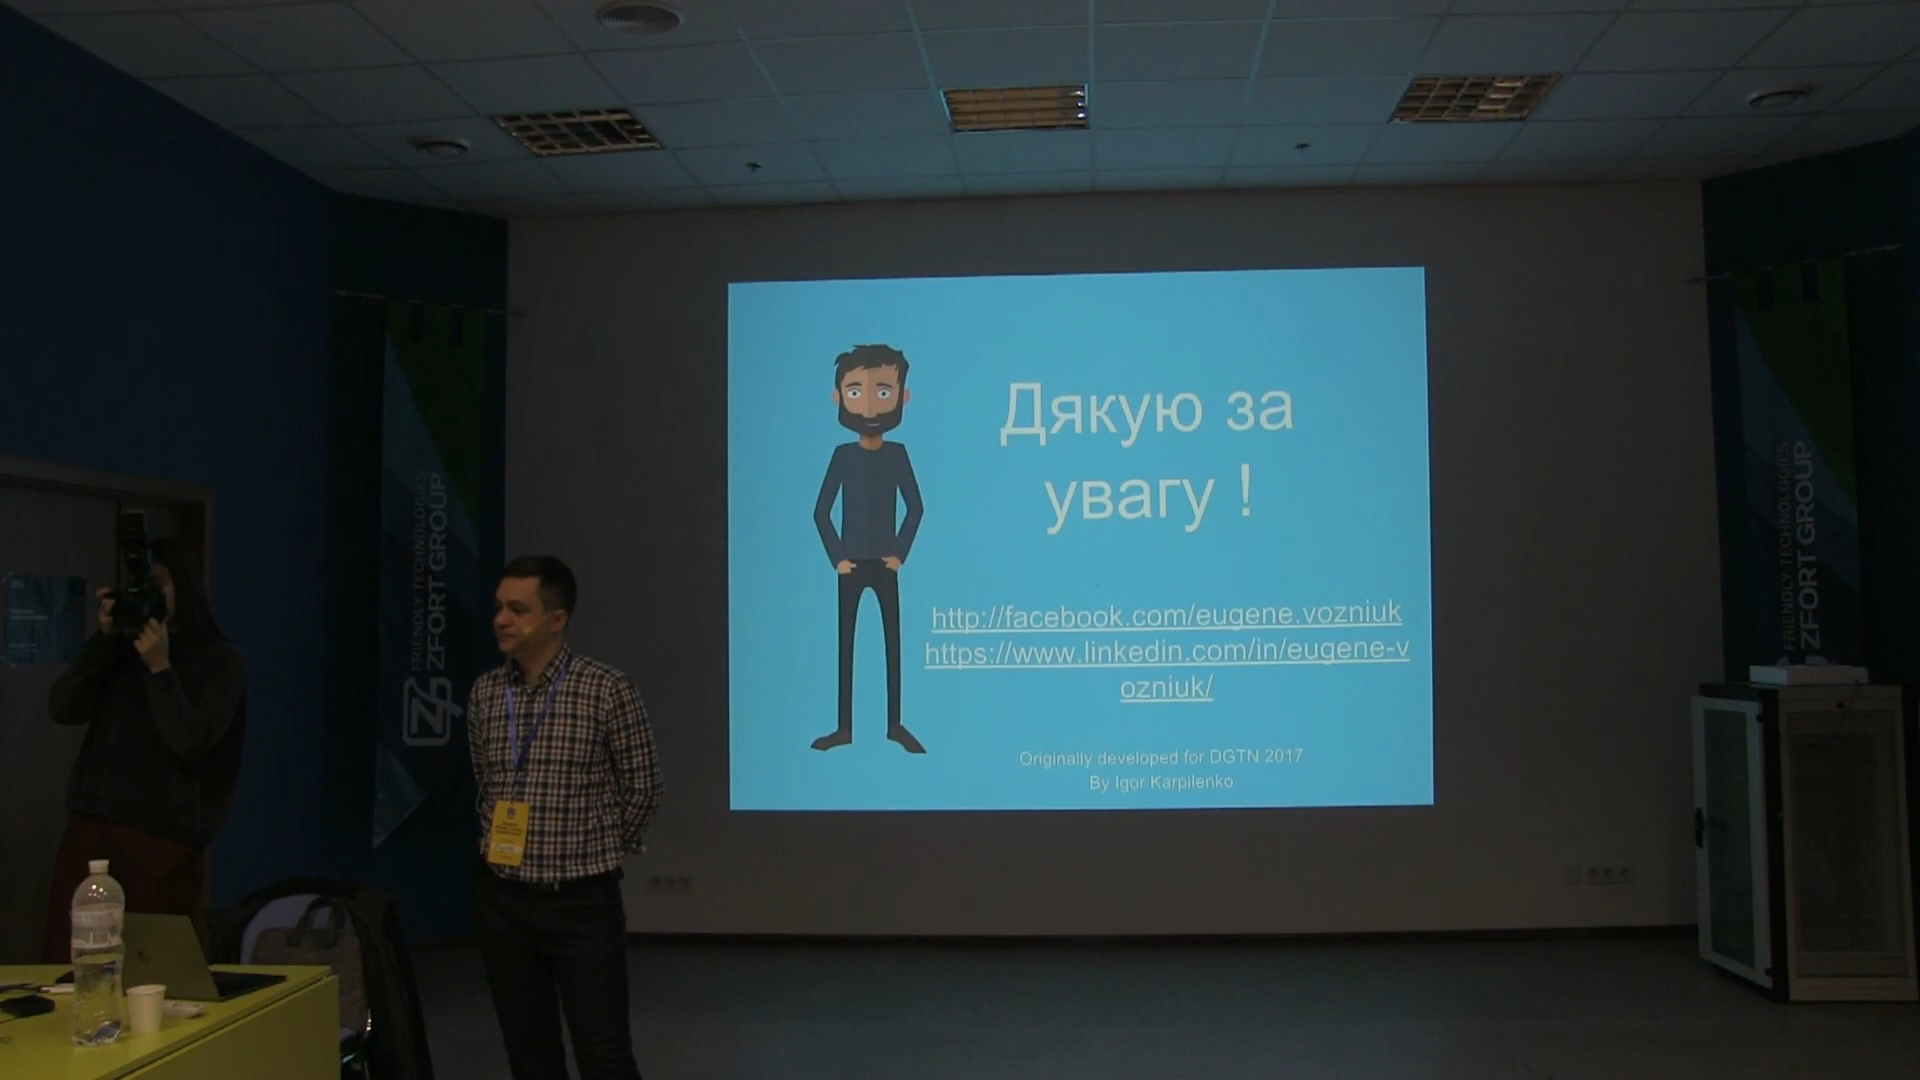 Дякую за
увагу !
http://facebook.com/eugene.vozniuk
https://www.linkedin.com/in/eugene-v
ozniuk/
Originally developed for DGTN 2017
By Igor Karpilenko
FRIENDLY TECHNOLOGIES
ZFORT GROUP
FRIENDLY TECHNOLOGIES
ZFORT GROUP